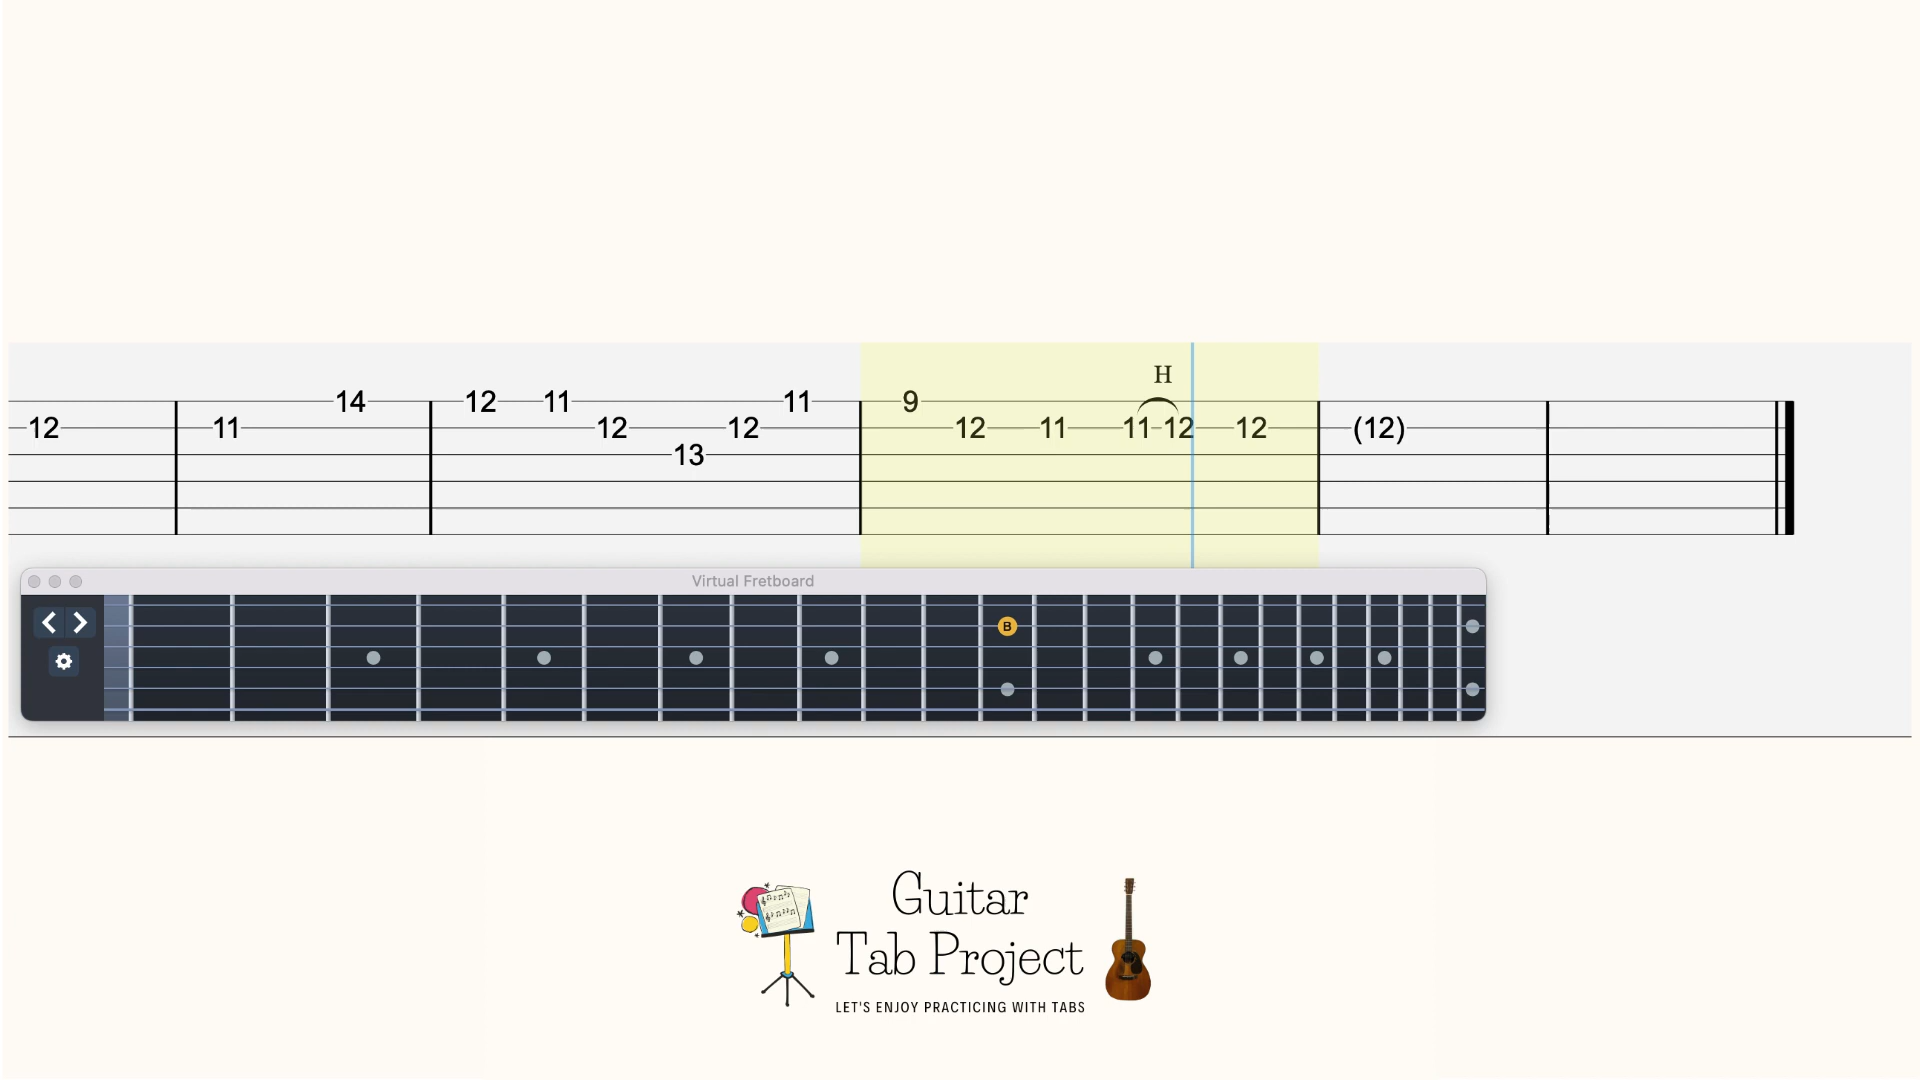 H
14 12 11 11 9
12 11 12 12 12 11 11 12 12 (12)
13
Virtual Fretboard
B
Guitar
Tab Project
LET'S ENJOY PRACTICING WITH TABS